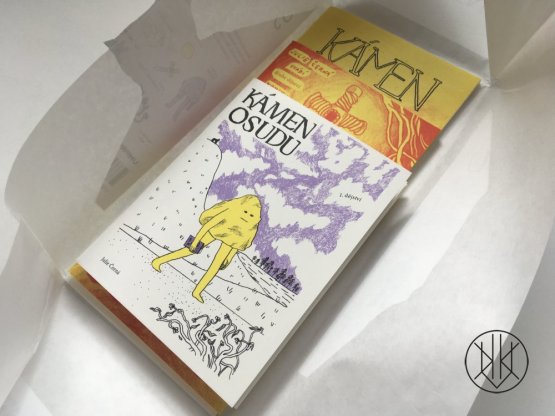 KÁMEN
KÁMEN
OSUDU
1. dějství
Julie Černá